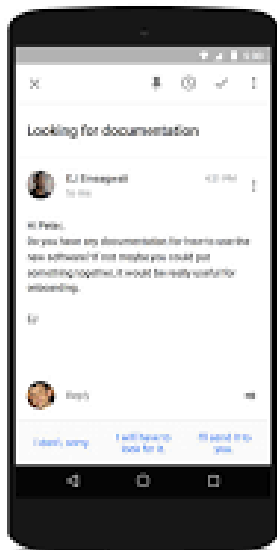 Looking for documentation
to me
Hi Peter,
Do you have any documentation for how to use the
new software? If not maybe you could put
something together, it would be really useful for
onboarding.
EJ
Reply
I don't, sorry.
I will have to
look for it.
I'll send it to
you.